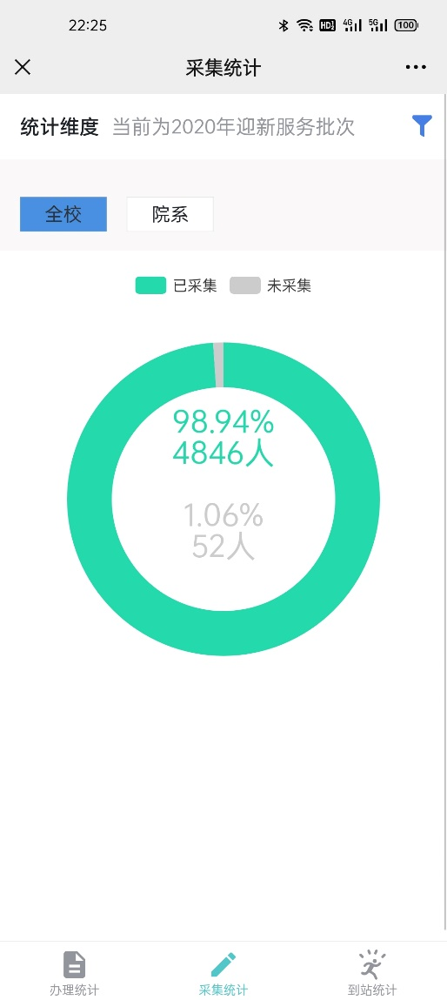 22:25
HD 4G 5G 100
采集统计
统计维度 当前为2020年迎新服务批次
全校 院系
已采集 未采集
98.94%
4846人
1.06%
52人
办理统计 采集统计 到站统计